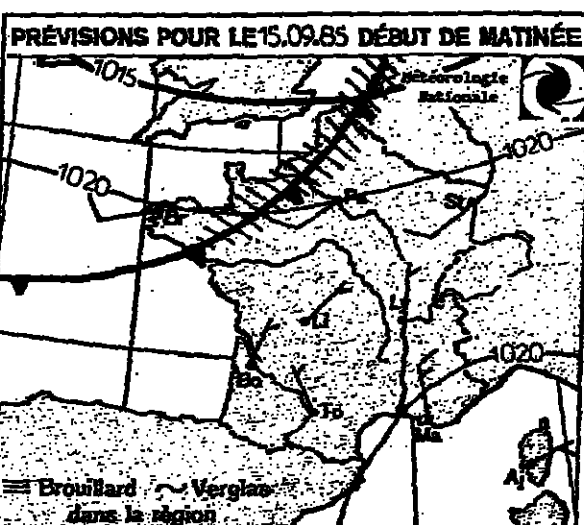 PRÉVISIONS POUR LE 15.09.85 DÉBUT DE MATINÉE
1015
Météorologie
Nationale
1020
1020
Br
Pa
St
Li
Ly
1020
Bo
To
Ma
Aj
Brouillard Verglas
dans la région